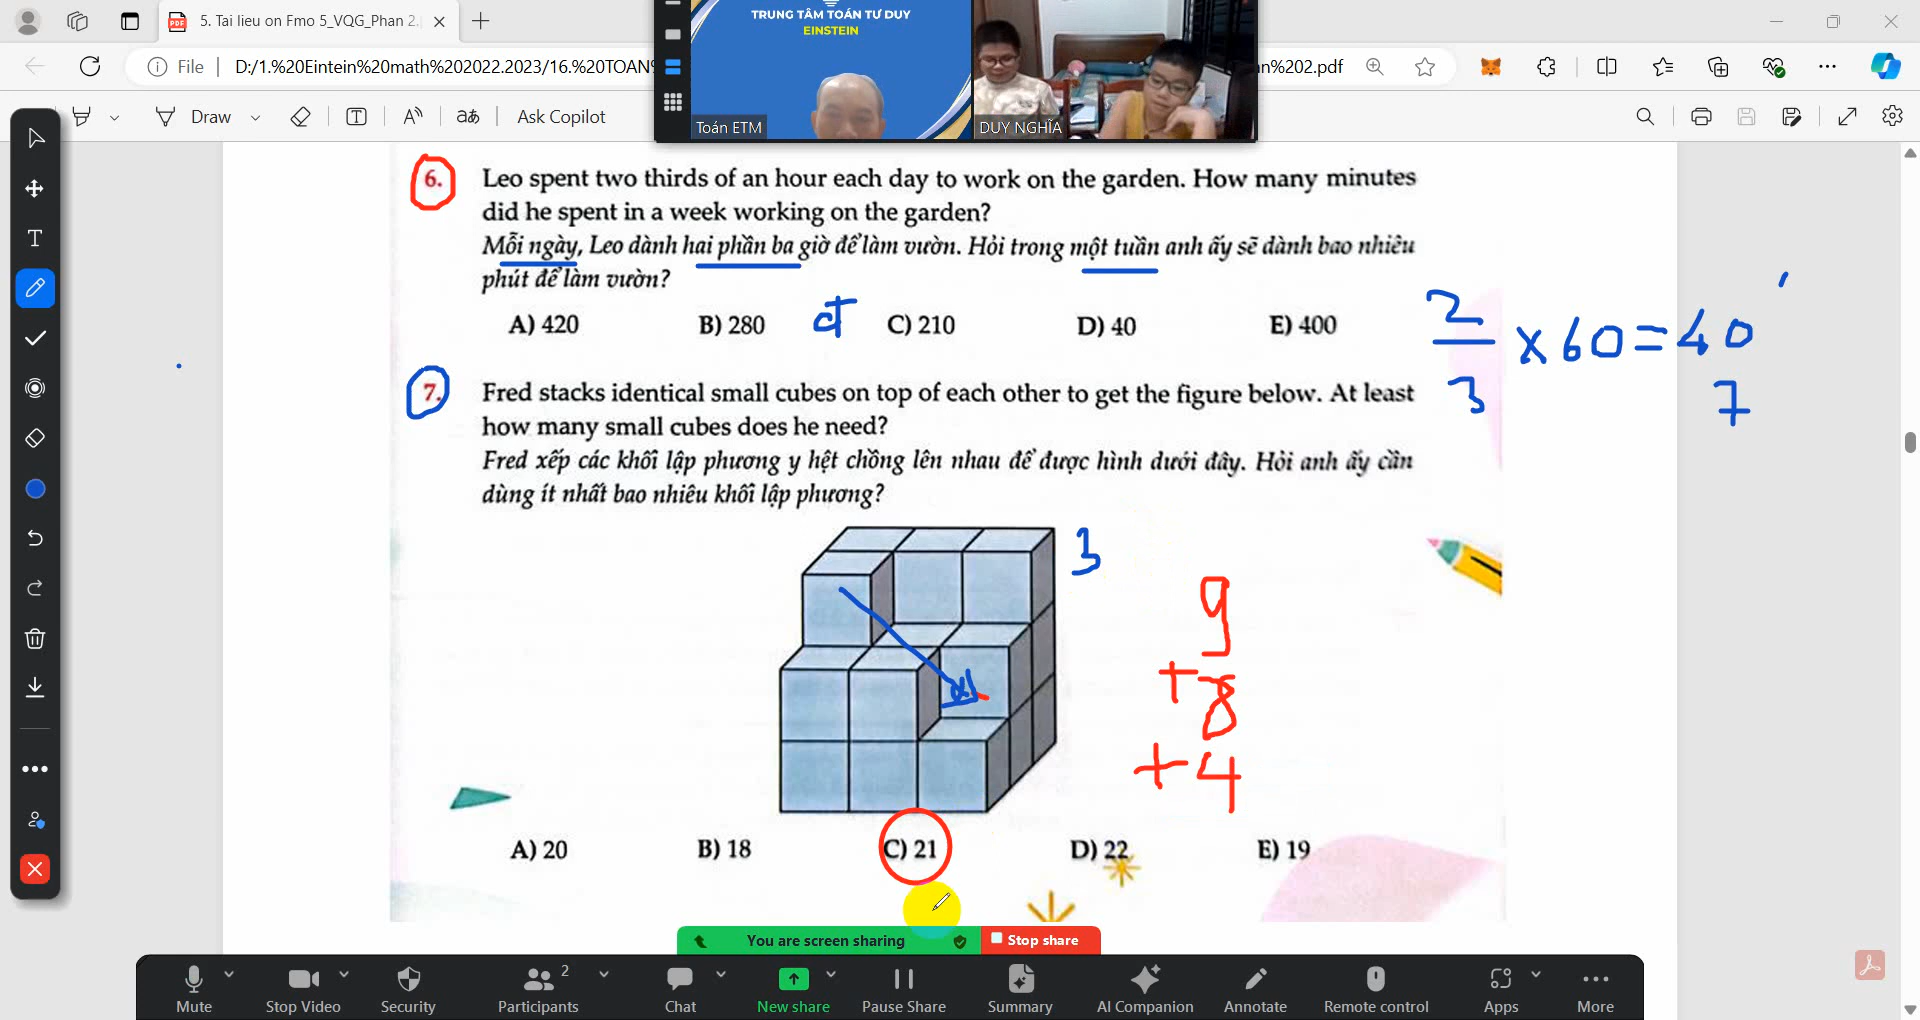 5. Tai lieu on Fmo 5_VQG_Phan 2.
File
D:/1.%20Eintein%20math%202022.2023/16.%20TOAN%
n%202.pdf
Draw
Ask Copilot
TRUNG TÂM TOÁN TƯ DUY
EINSTEIN
Toán ETM
DUY NGHĨA
6. Leo spent two thirds of an hour each day to work on the garden. How many minutes
did he spent in a week working on the garden?
Mỗi ngày, Leo dành hai phần ba giờ để làm vườn. Hỏi trong một tuần anh ấy sẽ dành bao nhiêu
phút để làm vườn?
A) 420 B) 280 C) 210 D) 40 E) 400
2/3 x 60 = 40
7
7. Fred stacks identical small cubes on top of each other to get the figure below. At least
how many small cubes does he need?
Fred xếp các khối lập phương y hệt chồng lên nhau để được hình dưới đây. Hỏi anh ấy cần
dùng ít nhất bao nhiêu khối lập phương?
3
9
+ 8
+ 4
A) 20 B) 18 C) 21 D) 22 E) 19
You are screen sharing
Stop share
Mute
Stop Video
Security
Participants
2
Chat
New share
Pause Share
Summary
AI Companion
Annotate
Remote control
Apps
More